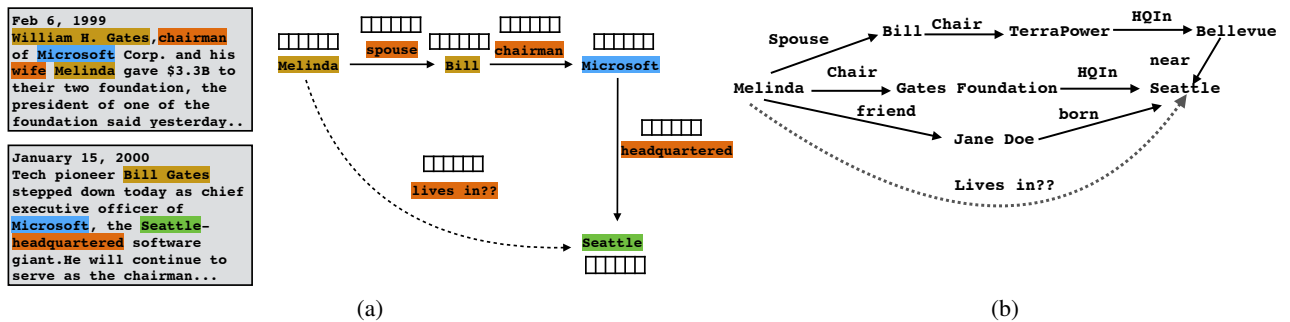 Feb 6, 1999
William H. Gates,chairman
of Microsoft Corp. and his
wife Melinda gave $3.3B to
their two foundation, the
president of one of the
foundation said yesterday..
January 15, 2000
Tech pioneer Bill Gates
stepped down today as chief
executive officer of
Microsoft, the Seattle-
headquartered software
giant.He will continue to
serve as the chairman...
spouse
chairman
Melinda
Bill
Microsoft
headquartered
lives in??
Seattle
(a)
Spouse
Bill
Chair
TerraPower
HQIn
Bellevue
near
Melinda
Chair
Gates Foundation
HQIn
Seattle
friend
Jane Doe
born
Lives in??
(b)